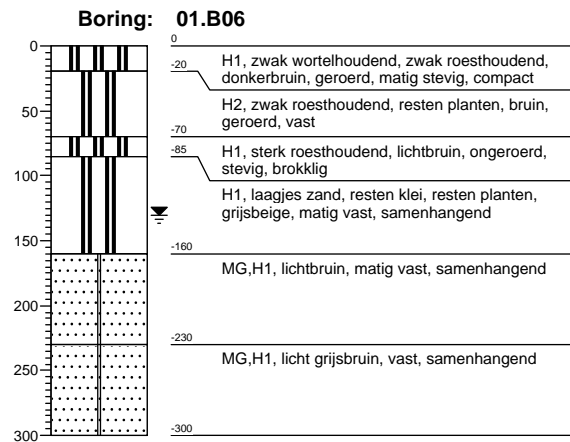 Boring: 01.B06
0
0
-20
H1, zwak wortelhoudend, zwak roesthoudend,
donkerbruin, geroerd, matig stevig, compact
H2, zwak roesthoudend, resten planten, bruin,
geroerd, vast
50
-70
-85
H1, sterk roesthoudend, lichtbruin, ongeroerd,
stevig, brokklig
100
H1, laagjes zand, resten klei, resten planten,
grijsbeige, matig vast, samenhangend
150
-160
MG,H1, lichtbruin, matig vast, samenhangend
200
-230
MG,H1, licht grijsbruin, vast, samenhangend
250
-300
300